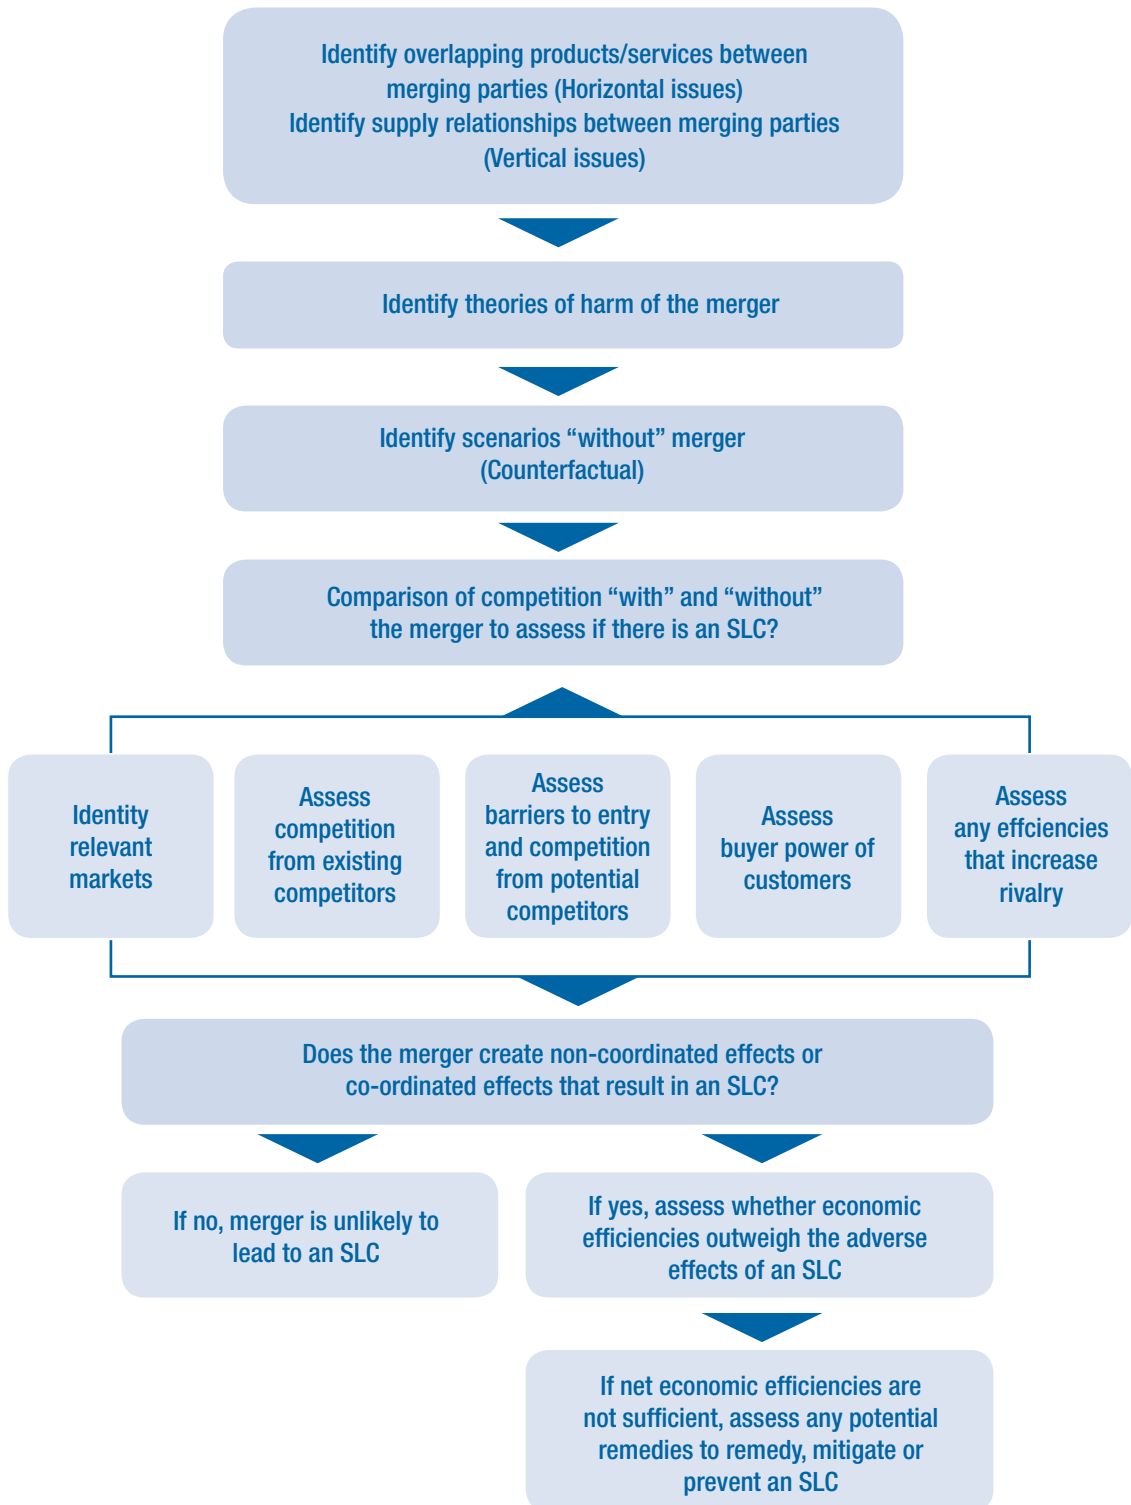 Identify overlapping products/services between
merging parties (Horizontal issues)
Identify supply relationships between merging parties
(Vertical issues)
Identify theories of harm of the merger
Identify scenarios “without” merger
(Counterfactual)
Comparison of competition “with” and “without”
the merger to assess if there is an SLC?
Identity
relevant
markets
Assess
competition
from existing
competitors
Assess
barriers to entry
and competition
from potential
competitors
Assess
buyer power of
customers
Assess
any effciencies
that increase
rivalry
Does the merger create non-coordinated effects or
co-ordinated effects that result in an SLC?
If no, merger is unlikely to
lead to an SLC
If yes, assess whether economic
efficiencies outweigh the adverse
effects of an SLC
If net economic efficiencies are
not sufficient, assess any potential
remedies to remedy, mitigate or
prevent an SLC